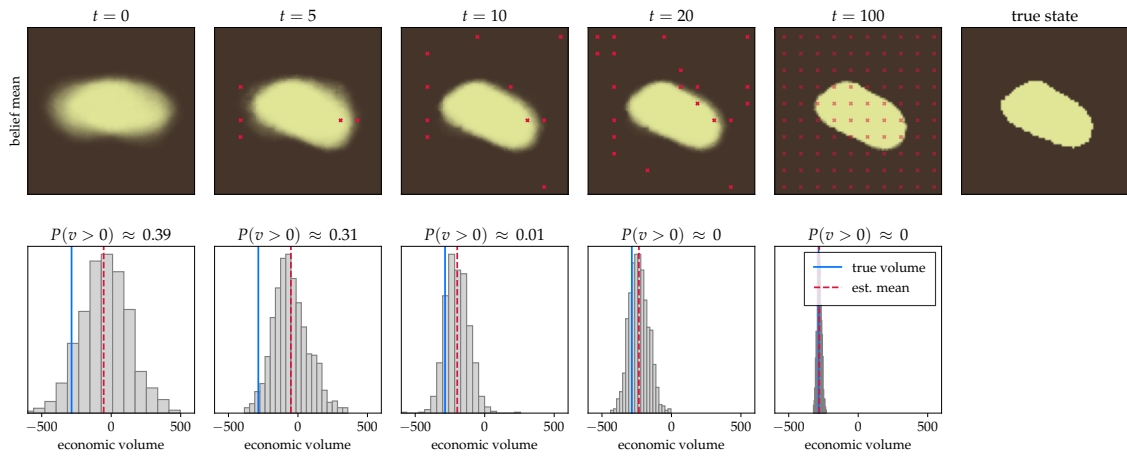 t = 0
t = 5
t = 10
t = 20
t = 100
true state
belief mean
P(v > 0) ≈ 0.39
P(v > 0) ≈ 0.31
P(v > 0) ≈ 0.01
P(v > 0) ≈ 0
P(v > 0) ≈ 0
true volume
est. mean
−500 0 500
−500 0 500
−500 0 500
−500 0 500
−500 0 500
economic volume
economic volume
economic volume
economic volume
economic volume